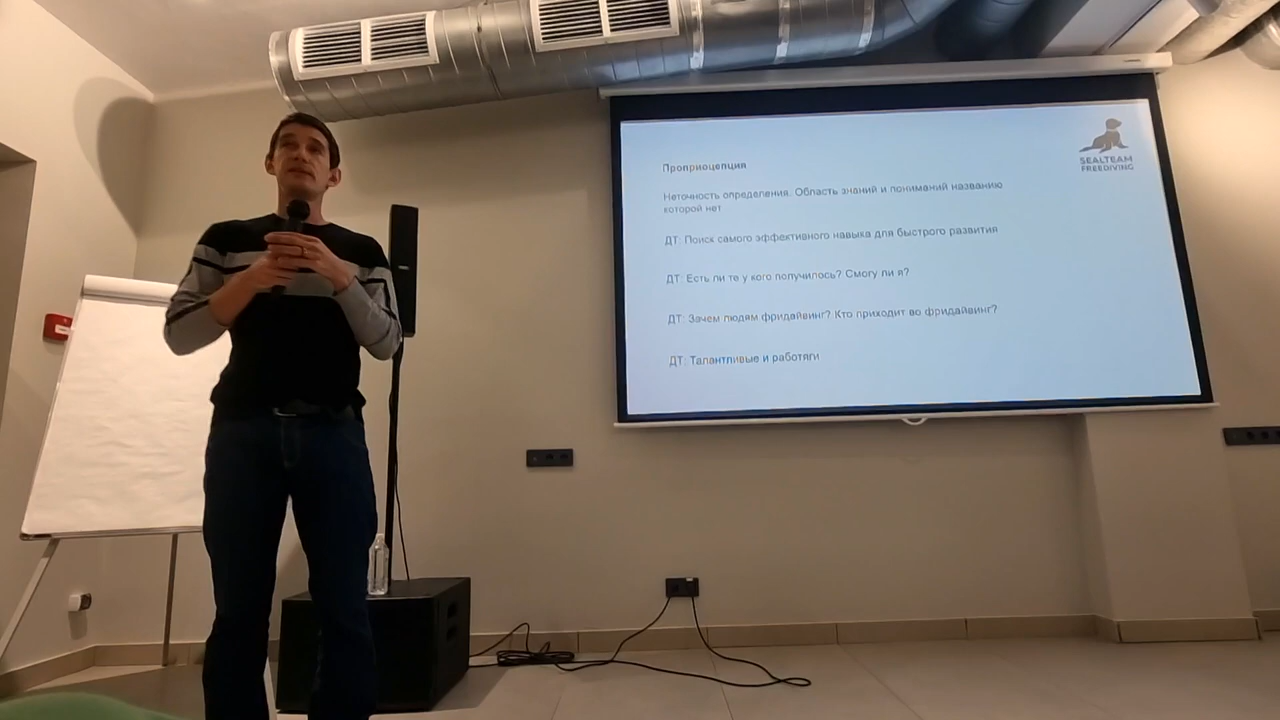 Проприоцепция
Неточность определения. Область знаний и пониманий названию
которой нет
ДТ: Поиск самого эффективного навыка для быстрого развития
ДТ: Есть ли те у кого получилось? Смогу ли я?
ДТ: Зачем людям фридайвинг? Кто приходит во фридайвинг?
ДТ: Талантливые и работяги
SEALTEAM
FREEDIVING